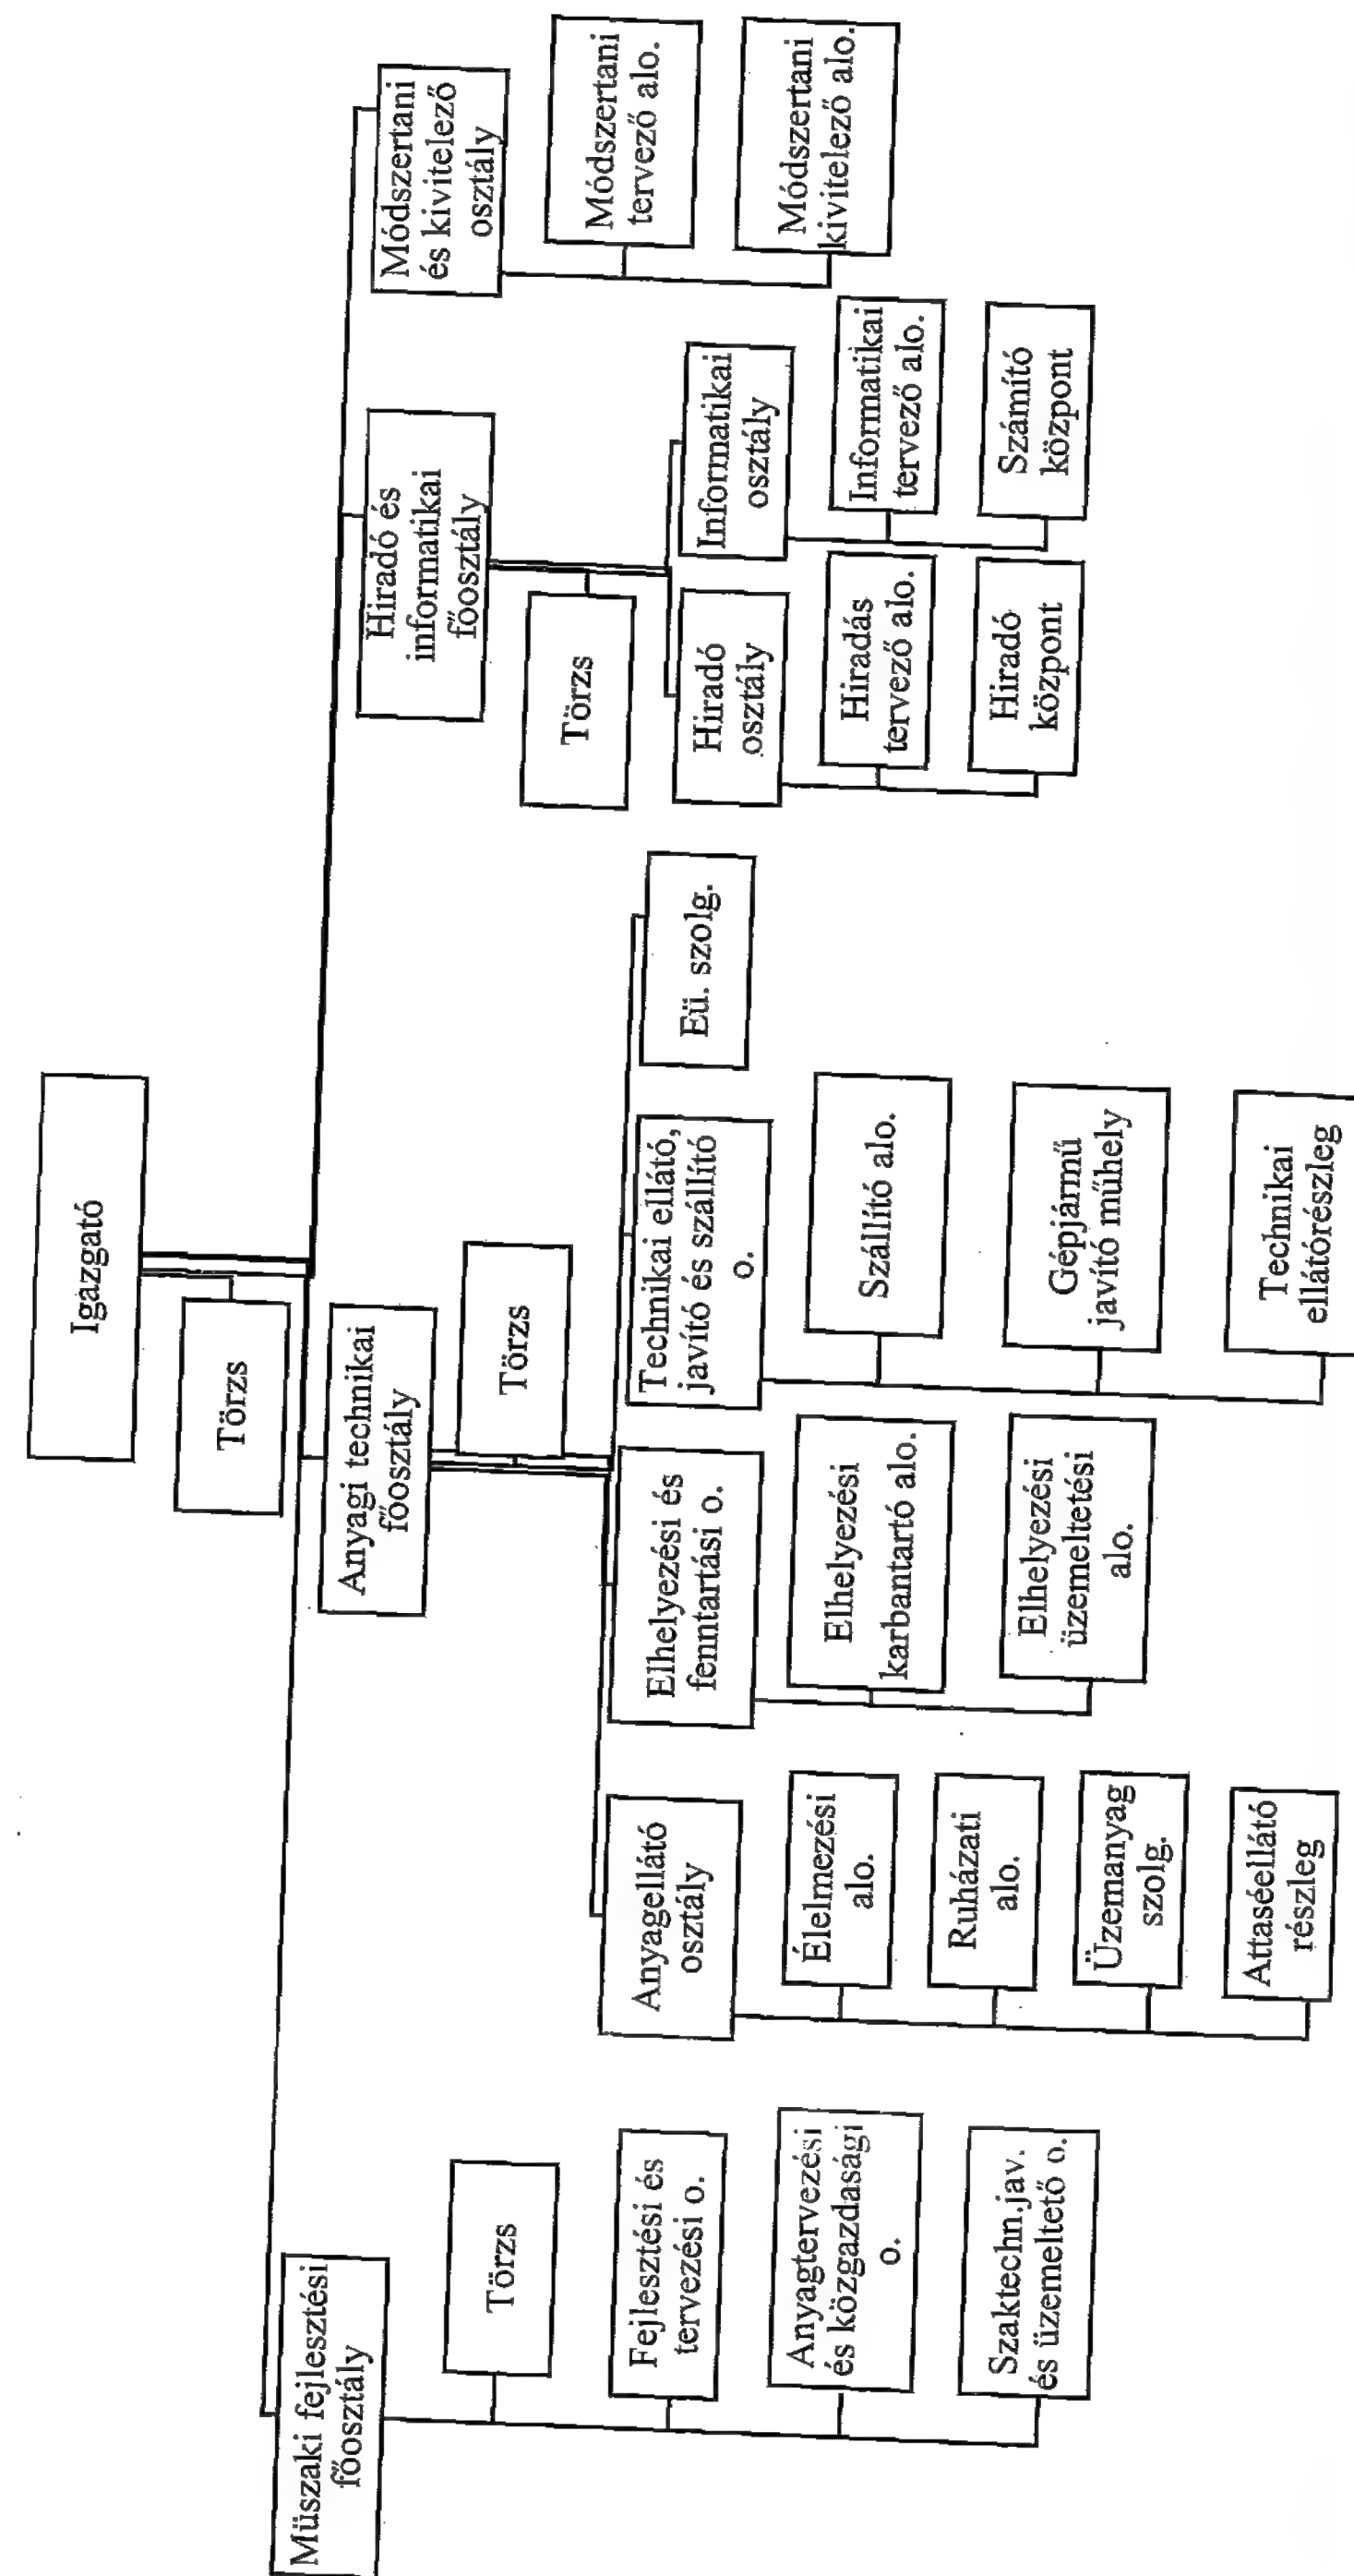 Igazgató
Törzs
Műszaki fejlesztési
főosztály
Törzs
Fejlesztési és
tervezési o.
Anyagtervezési
és közgazdasági
o.
Szaktechn.jav.
és üzemeltető o.
Anyagi technikai
főosztály
Törzs
Anyagellátó
osztály
Élelmezési
alo.
Ruházati
alo.
Üzemanyag
szolg.
Attaséellátó
részleg
Elhelyezési és
fenntartási o.
Elhelyezési
karbantartó alo.
Elhelyezési
üzemeltetési
alo.
Technikai ellátó,
javító és szállító
o.
Szállító alo.
Gépjármű
javító műhely
Technikai
ellátórészleg
Eü. szolg.
Hiradó és
informatikai
főosztály
Törzs
Hiradó
osztály
Hiradás
tervező alo.
Hiradó
központ
Informatikai
osztály
Informatikai
tervező alo.
Számító
központ
Módszertani
és kivitelező
osztály
Módszertani
tervező alo.
Módszertani
kivitelező alo.